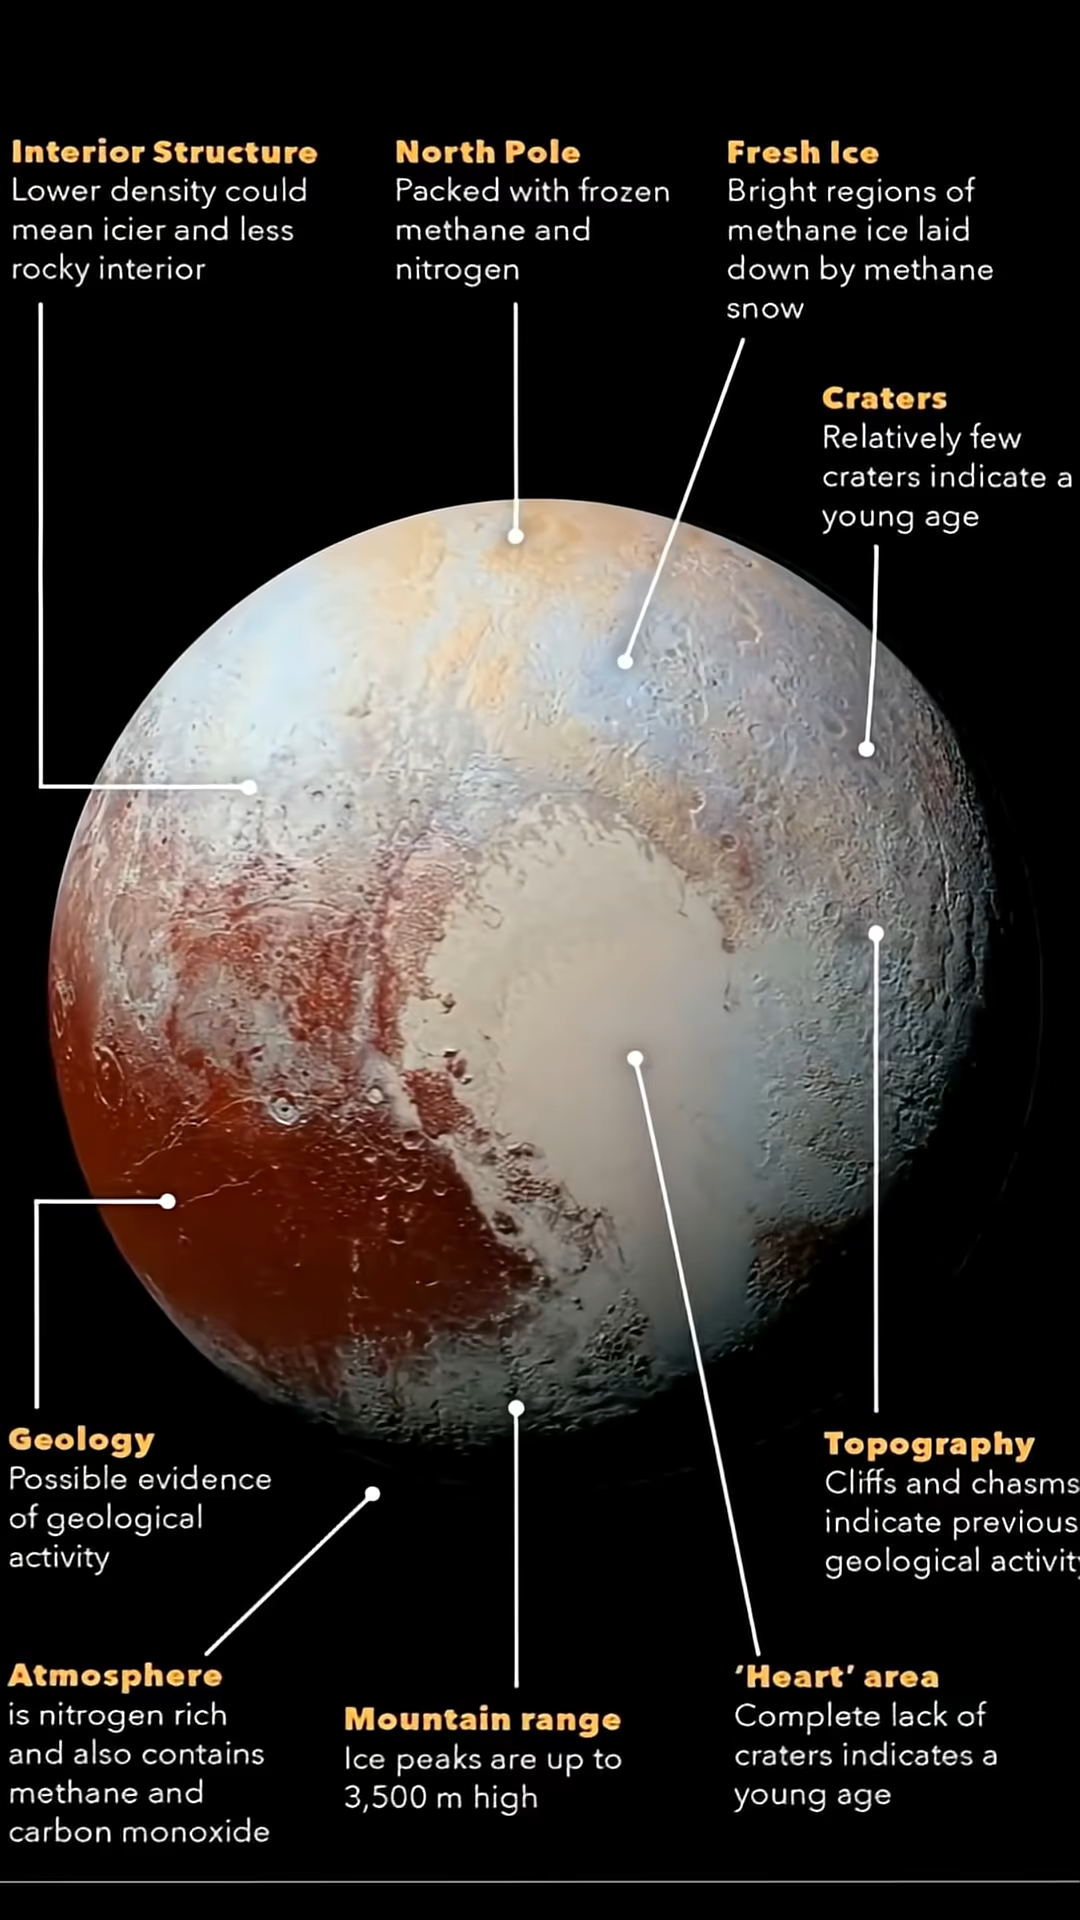 Interior Structure
Lower density could
mean icier and less
rocky interior
North Pole
Packed with frozen
methane and
nitrogen
Fresh Ice
Bright regions of
methane ice laid
down by methane
snow
Craters
Relatively few
craters indicate a
young age
Geology
Possible evidence
of geological
activity
Topography
Cliffs and chasms
indicate previous
geological activity
Atmosphere
is nitrogen rich
and also contains
methane and
carbon monoxide
Mountain range
Ice peaks are up to
3,500 m high
‘Heart’ area
Complete lack of
craters indicates a
young age